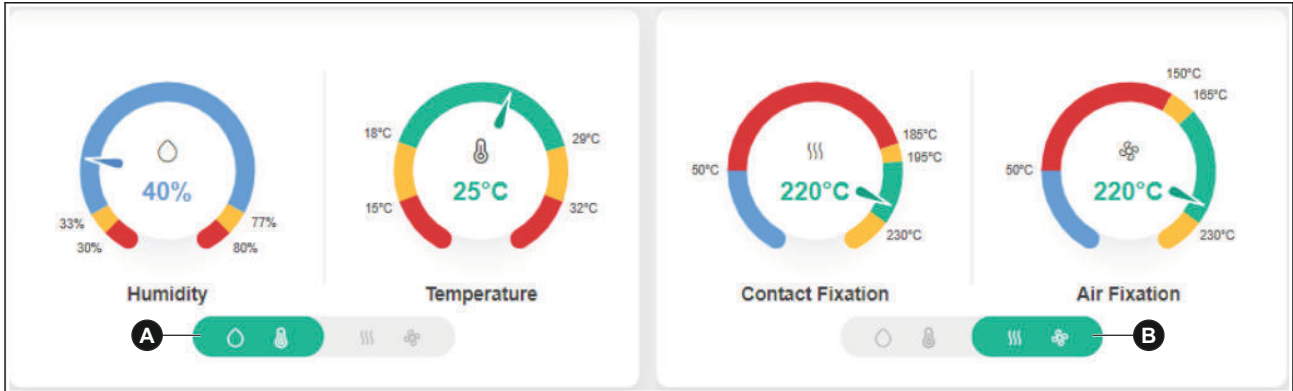 33%
30%
40%
77%
80%
Humidity
18°C
15°C
25°C
29°C
32°C
Temperature
A
50°C
220°C
185°C
195°C
230°C
Contact Fixation
50°C
220°C
150°C
165°C
230°C
Air Fixation
B